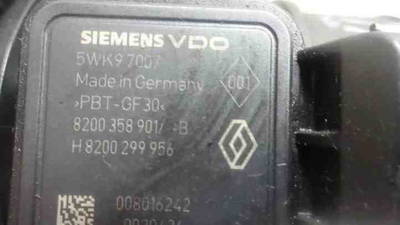 SIEMENS VDO
5WK9 7007
Made in Germany 001
>PBT-GF30<
8200 358 901/ -B
H 8200 299 956
008016242